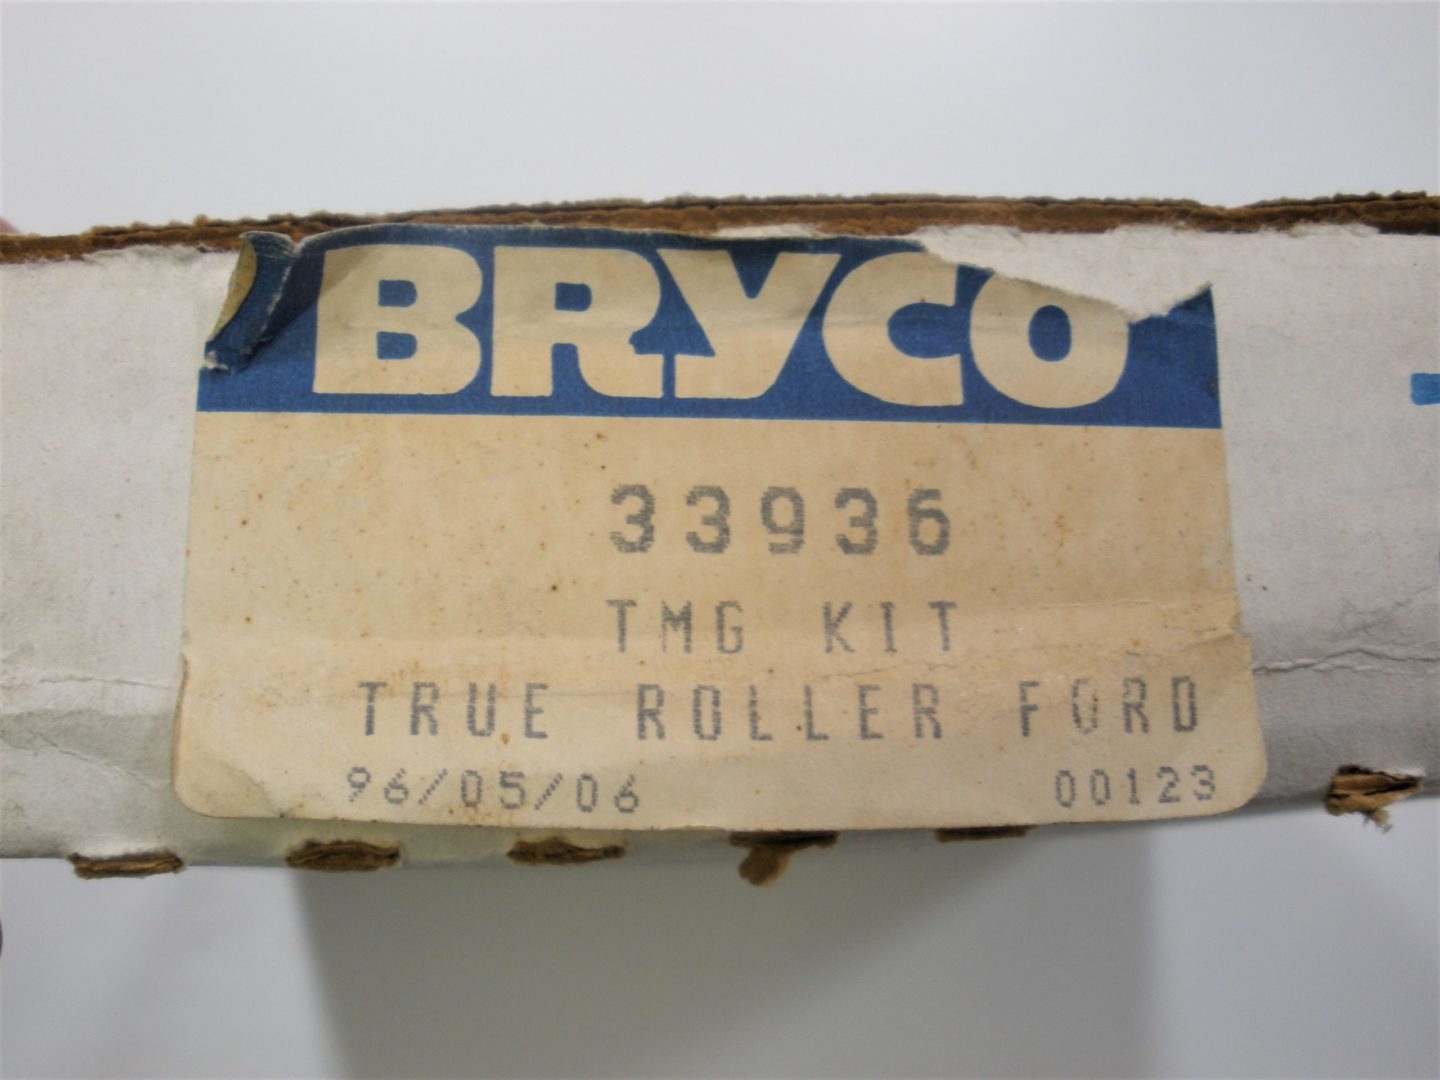 BRYCO
33936
TMG KIT
TRUE ROLLER FORD
96/05/06 00123